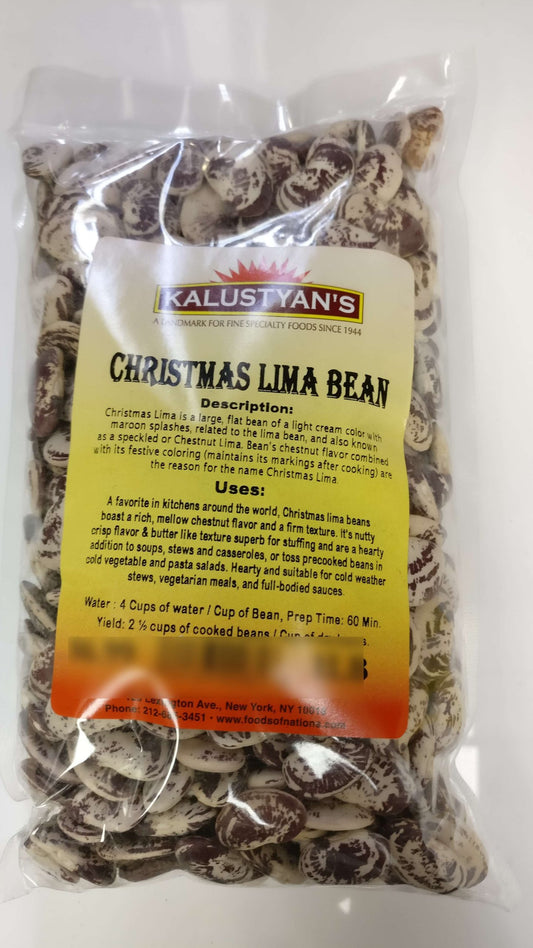 KALUSTYAN'S
A LANDMARK FOR FINE SPECIALTY FOODS SINCE 1944
CHRISTMAS LIMA BEAN
Description:
Christmas Lima is a large, flat bean of a light cream color with
maroon splashes, related to the lima bean, and also known
as a speckled or Chestnut Lima. Bean's chestnut flavor combined
with its festive coloring (maintains its markings after cooking) are
the reason for the name Christmas Lima.
Uses:
A favorite in kitchens around the world, Christmas lima beans
boast a rich, mellow chestnut flavor and a firm texture. It's nutty
crisp flavor & butter like texture superb for stuffing and are a hearty
addition to soups, stews and casseroles, or toss precooked beans in
cold vegetable and pasta salads. Hearty and suitable for cold weather
stews, vegetarian meals, and full-bodied sauces.
Water : 4 Cups of water / Cup of Bean, Prep Time: 60 Min.
Yield: 2 ½ cups of cooked beans / Cup of
Lexington Ave., New York, NY
Phone: • www.foodsofnations.com